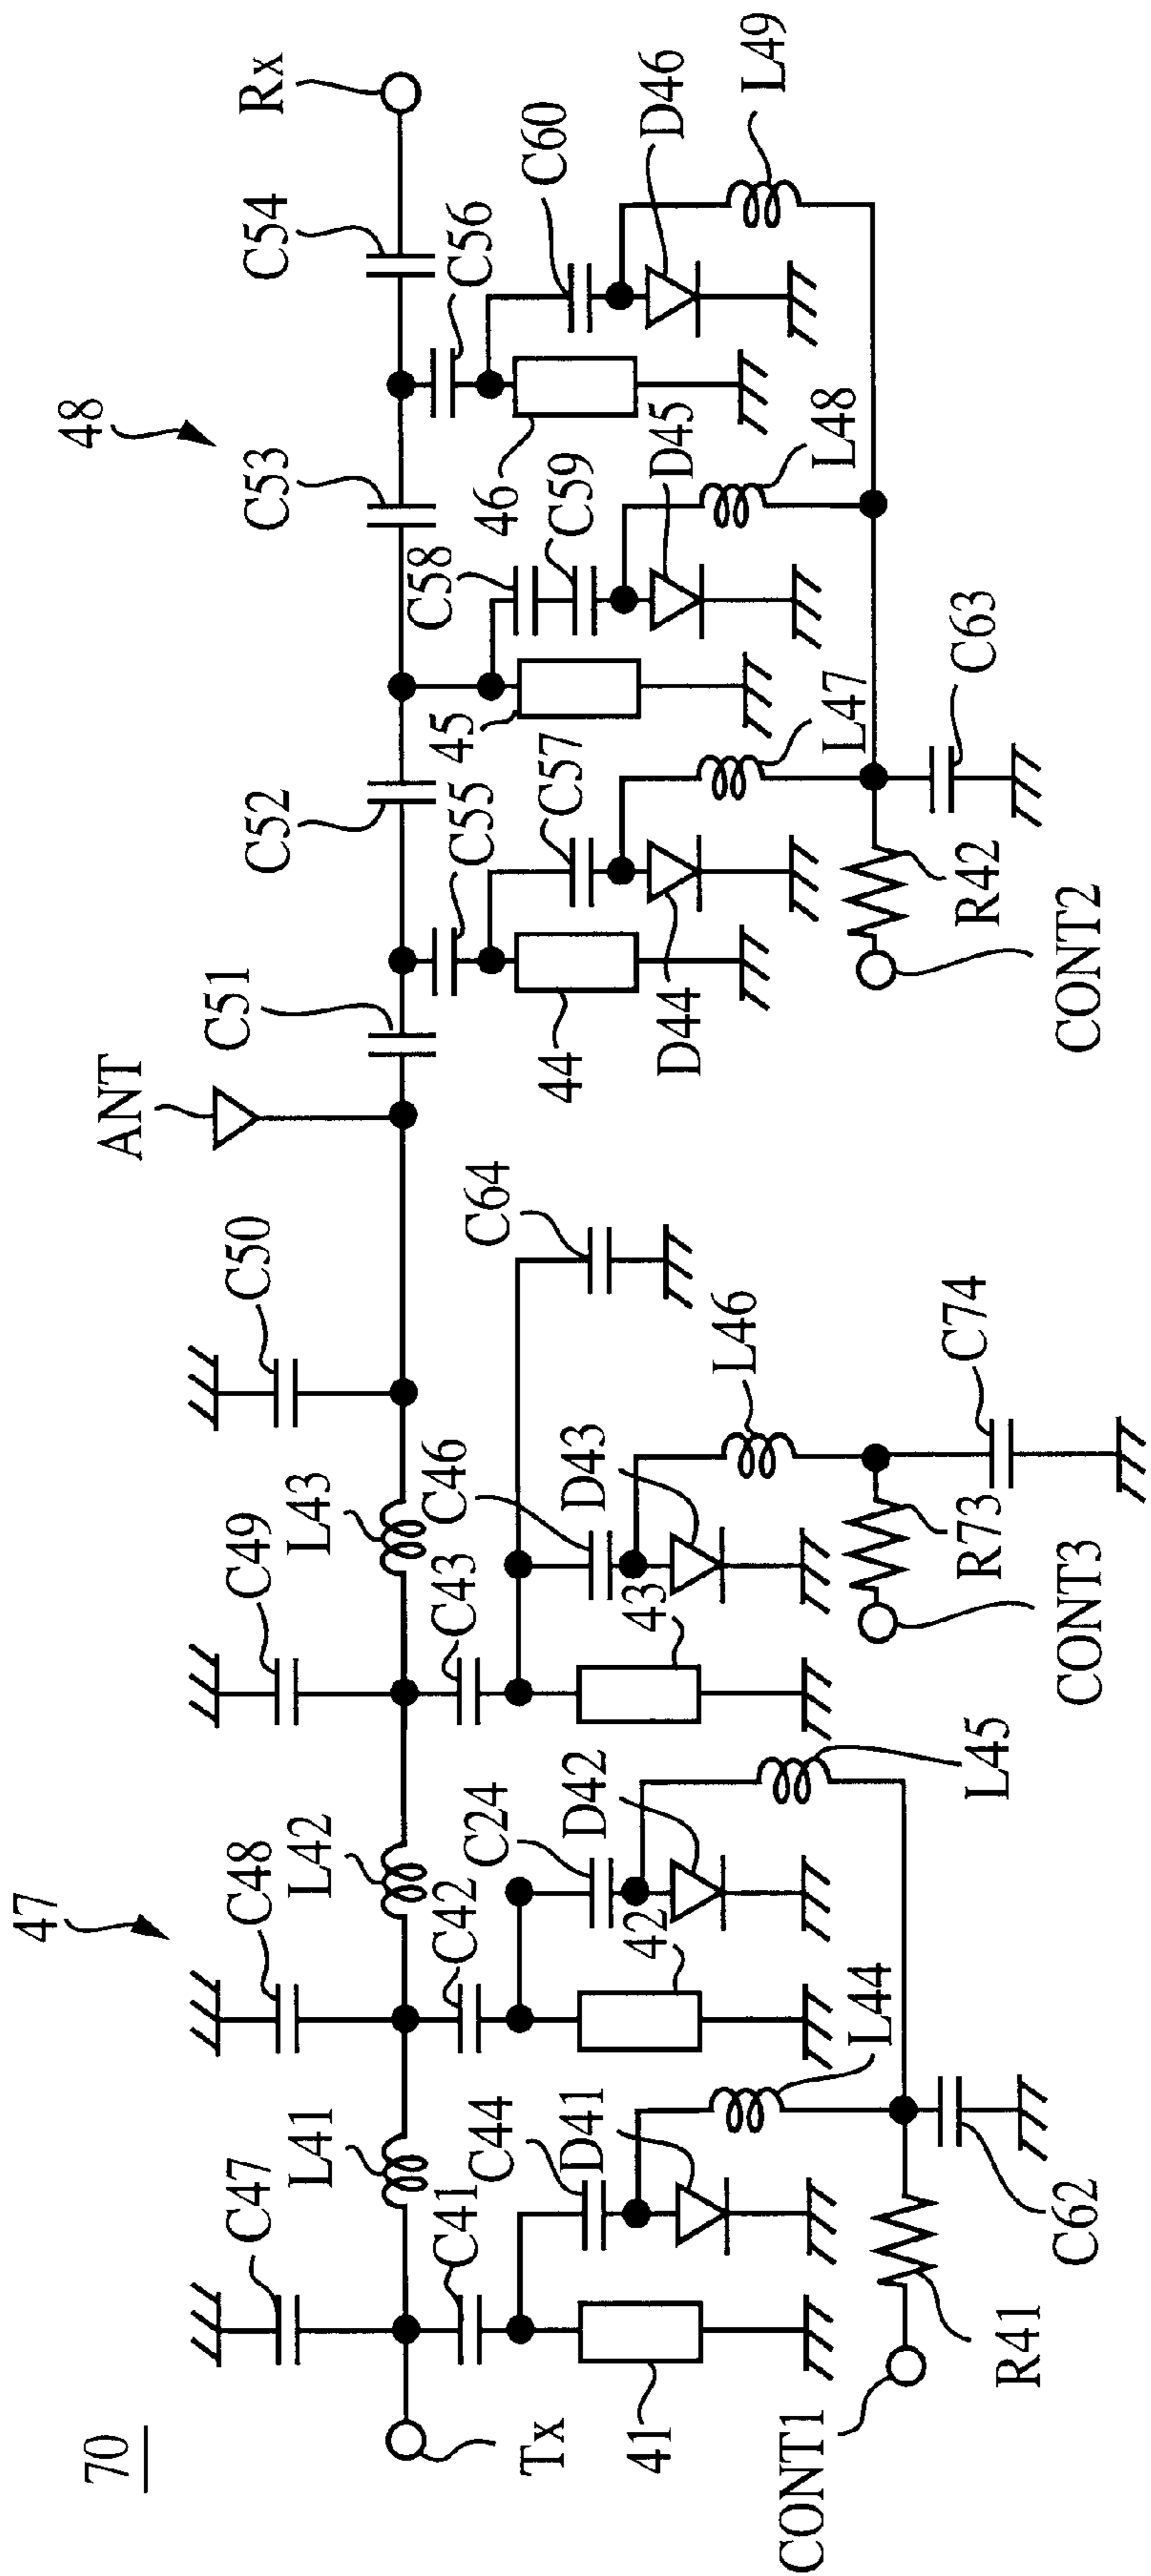 70
47
48
Tx
ANT
Rx
C47
C48
C49
C50
L41
L42
L43
C51
C52
C53
C54
C41
C44
D41
41
L44
C42
C24
D42
42
L45
C43
C46
D43
43
L46
C64
CONT1
R41
C62
CONT3
R73
C74
C55
C57
44
D44
L47
C58
C59
45
D45
L48
C56
C60
46
D46
L49
CONT2
R42
C63